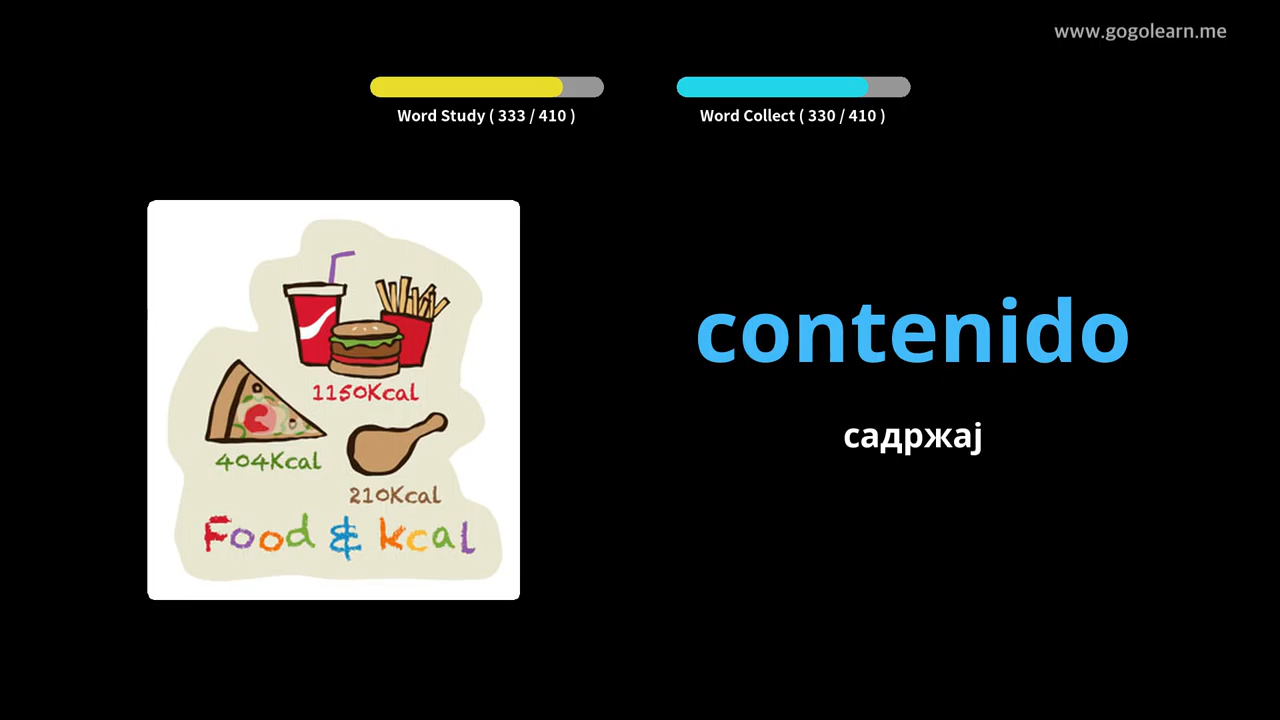 www.gogolearn.me
Word Study ( 333 / 410 )
Word Collect ( 330 / 410 )
1150Kcal
404Kcal
210Kcal
Food & kcal
contenido
садржај